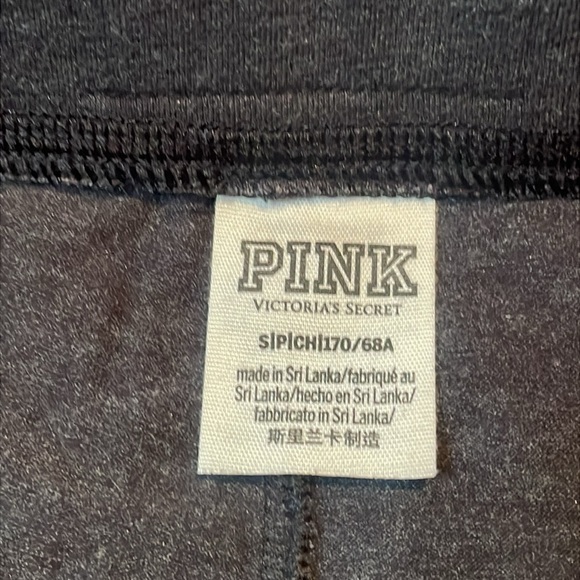 PINK
VICTORIA'S SECRET
S|P|CH|170/68A
made in Sri Lanka/fabriqué au
Sri Lanka/hecho en Sri Lanka/
fabbricato in Sri Lanka/
斯里兰卡制造